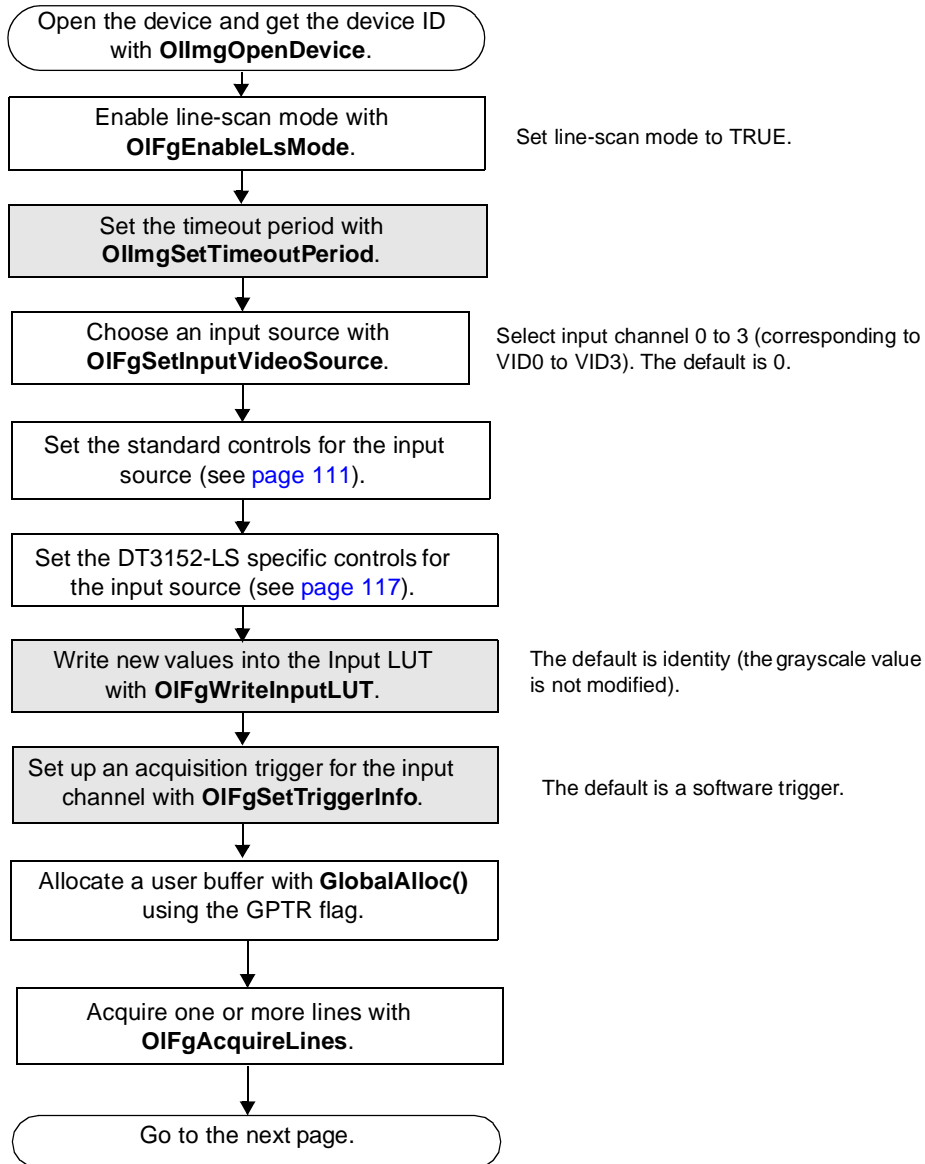 Open the device and get the device ID
with OlImgOpenDevice.
Enable line-scan mode with
OlFgEnableLsMode.
Set line-scan mode to TRUE.
Set the timeout period with
OlImgSetTimeoutPeriod.
Choose an input source with
OlFgSetInputVideoSource.
Select input channel 0 to 3 (corresponding to
VID0 to VID3). The default is 0.
Set the standard controls for the input
source (see page 111).
Set the DT3152-LS specific controls for
the input source (see page 117).
Write new values into the Input LUT
with OlFgWriteInputLUT.
The default is identity (the grayscale value
is not modified).
Set up an acquisition trigger for the input
channel with OlFgSetTriggerInfo.
The default is a software trigger.
Allocate a user buffer with GlobalAlloc()
using the GPTR flag.
Acquire one or more lines with
OlFgAcquireLines.
Go to the next page.